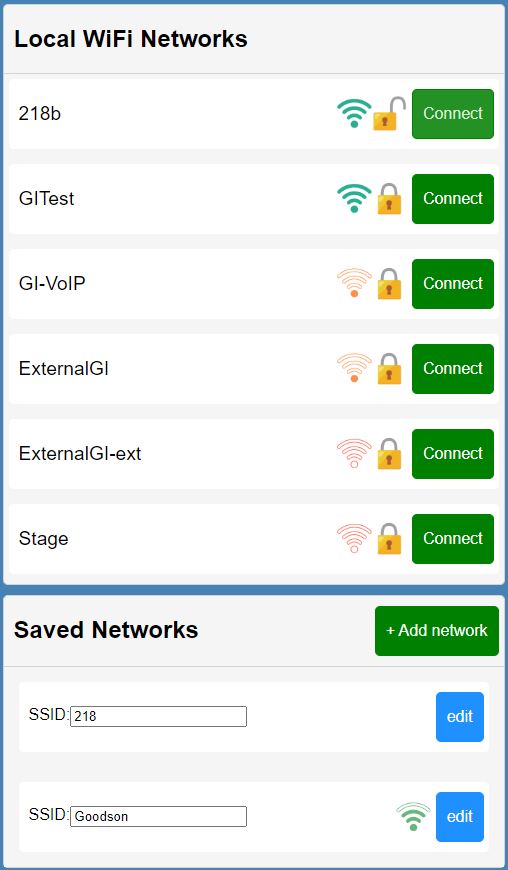 Local WiFi Networks
218b Connect
GITest Connect
GI-VoIP Connect
ExternalGI Connect
ExternalGI-ext Connect
Stage Connect
Saved Networks + Add network
SSID: 218 edit
SSID: Goodson edit